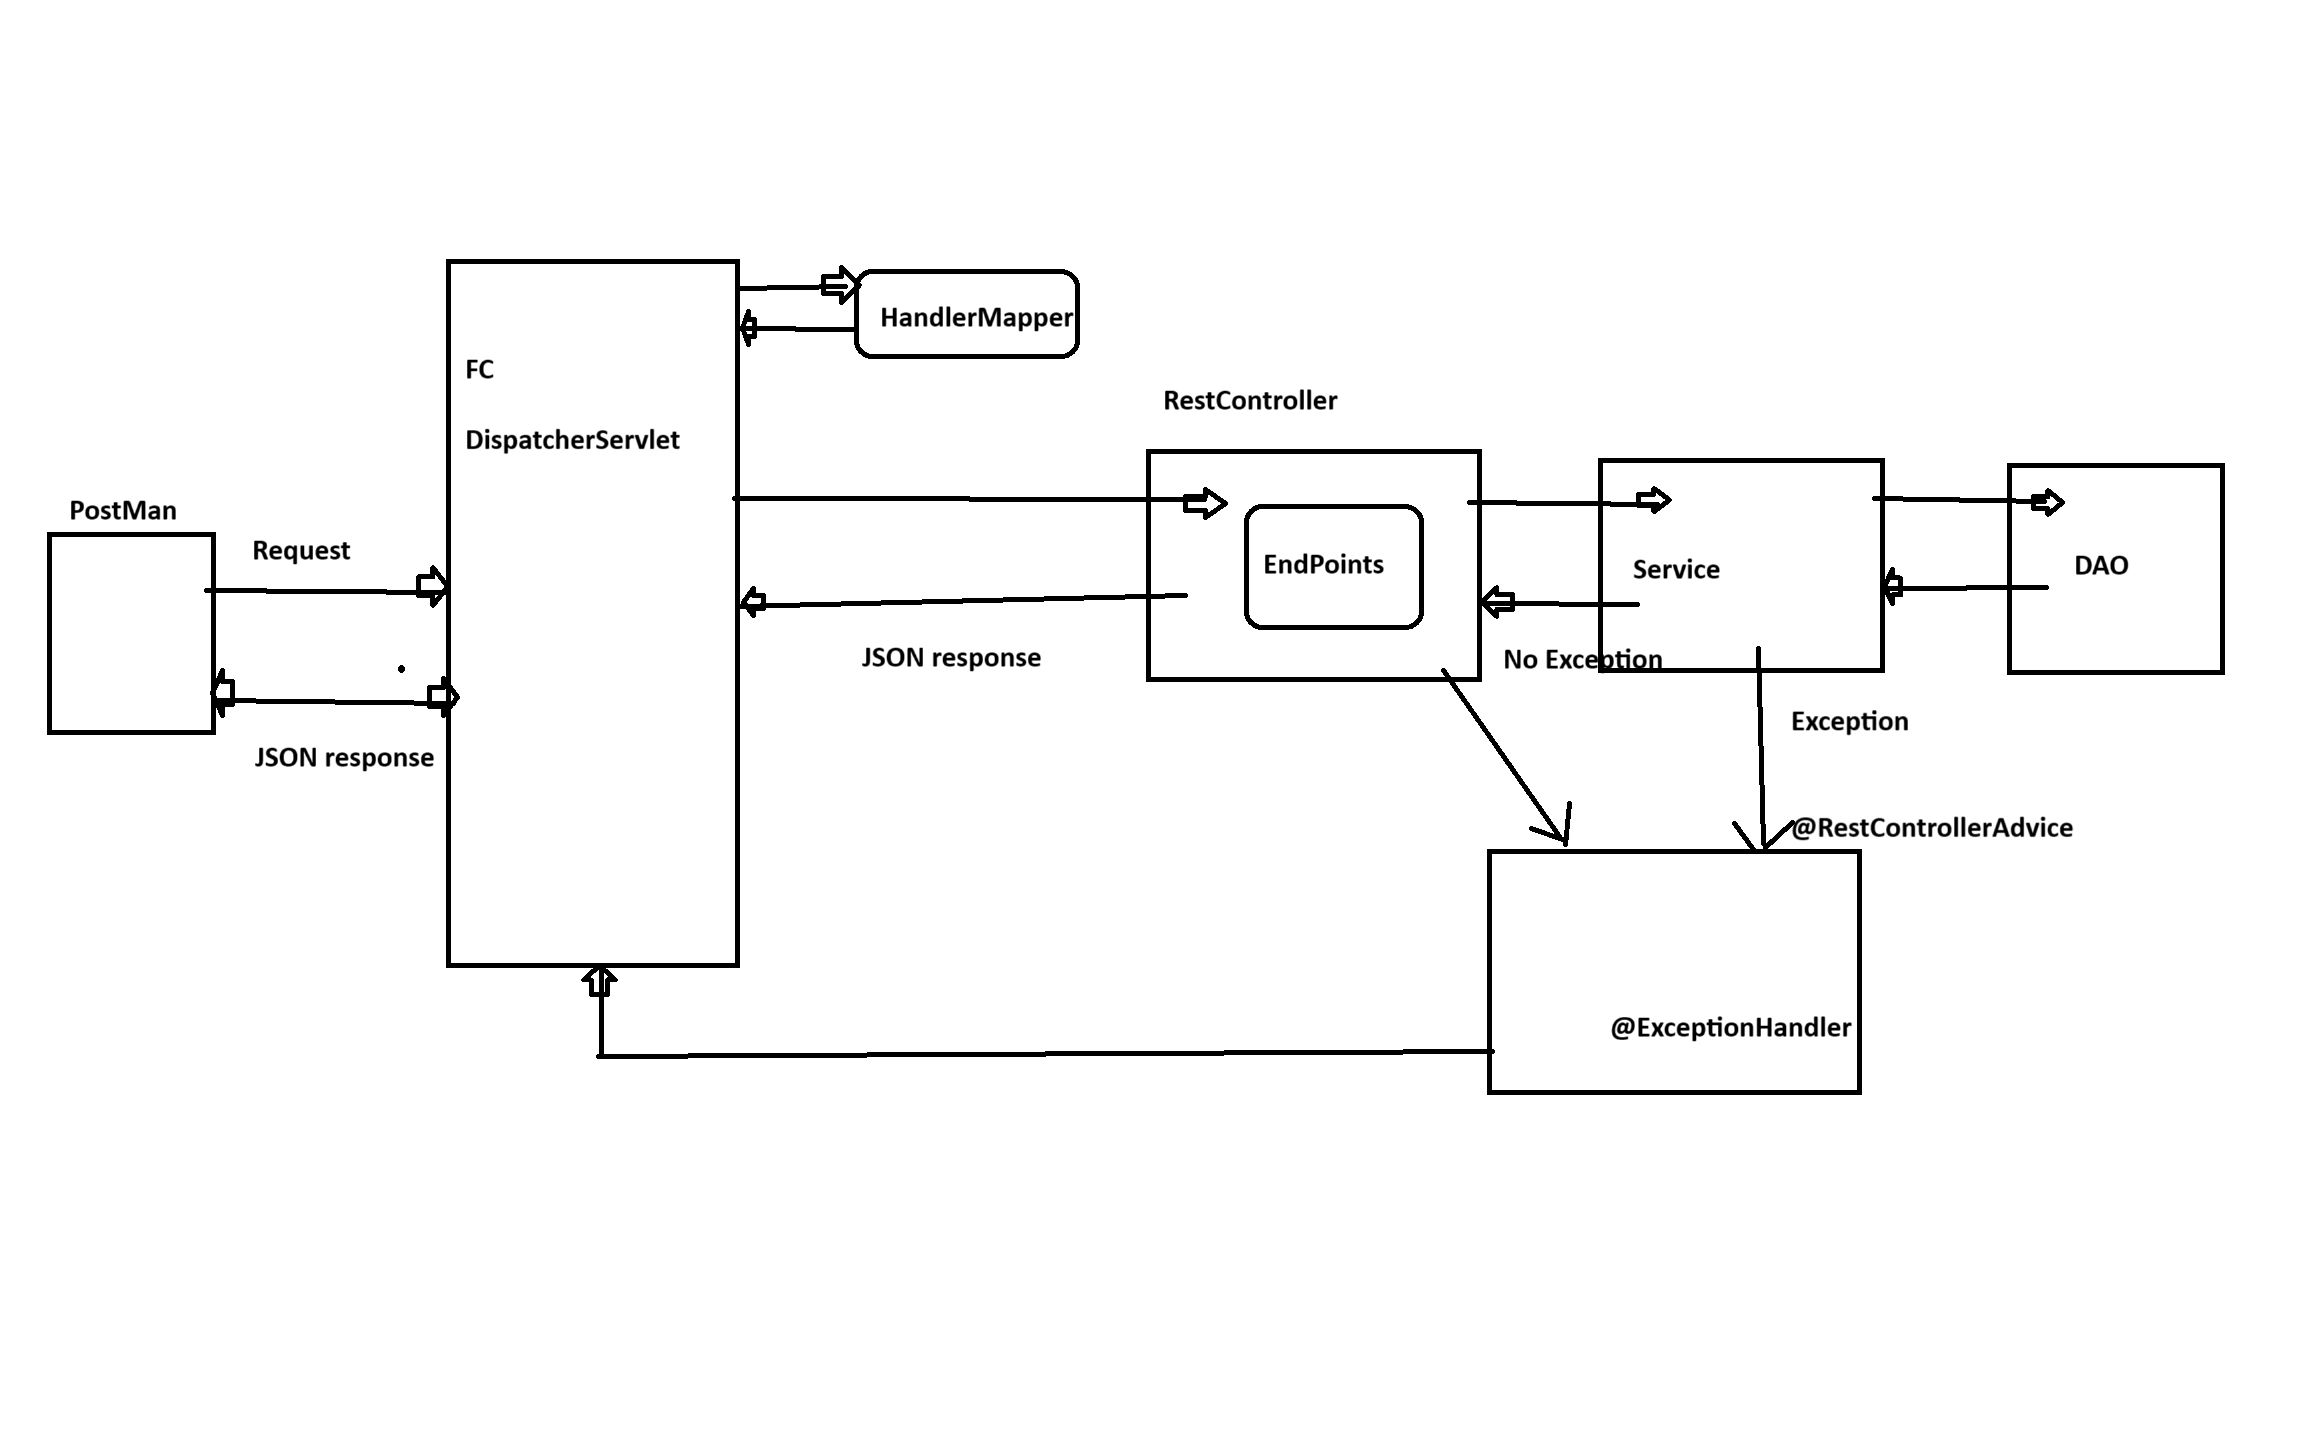 HandlerMapper
FC
DispatcherServlet
RestController
PostMan
Request
EndPoints
Service
DAO
JSON response
No Exception
Exception
JSON response
@RestControllerAdvice
@ExceptionHandler